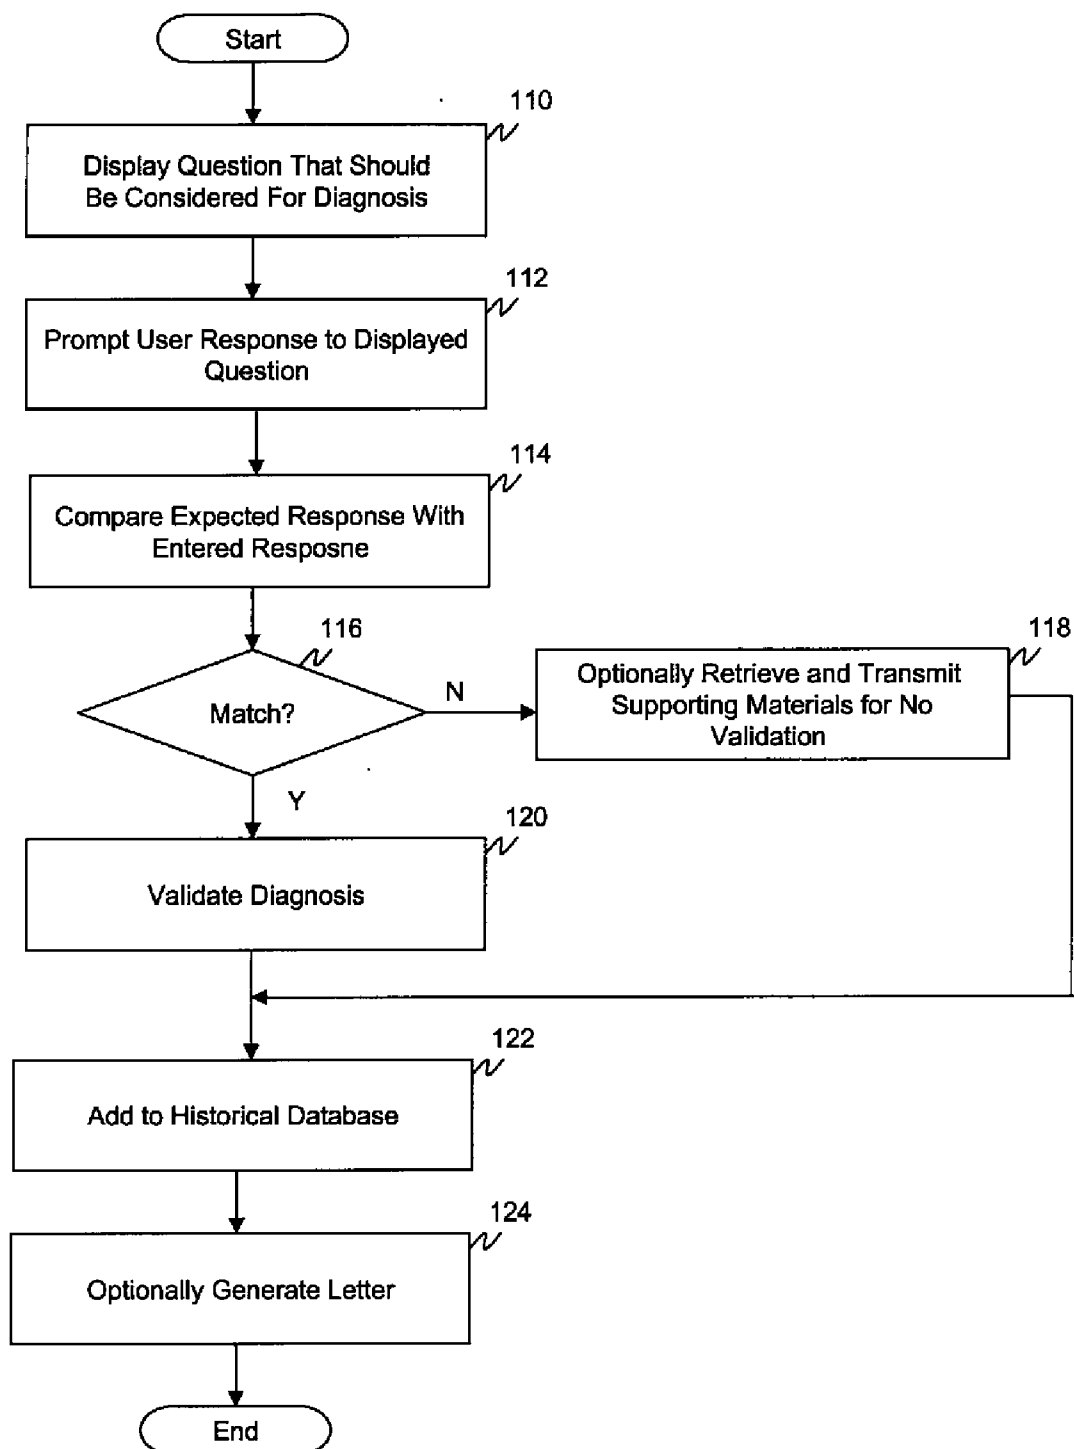 Start
110
Display Question That Should
Be Considered For Diagnosis
112
Prompt User Response to Displayed
Question
114
Compare Expected Response With
Entered Resposne
116
Match?
N
118
Optionally Retrieve and Transmit
Supporting Materials for No
Validation
Y
120
Validate Diagnosis
122
Add to Historical Database
124
Optionally Generate Letter
End